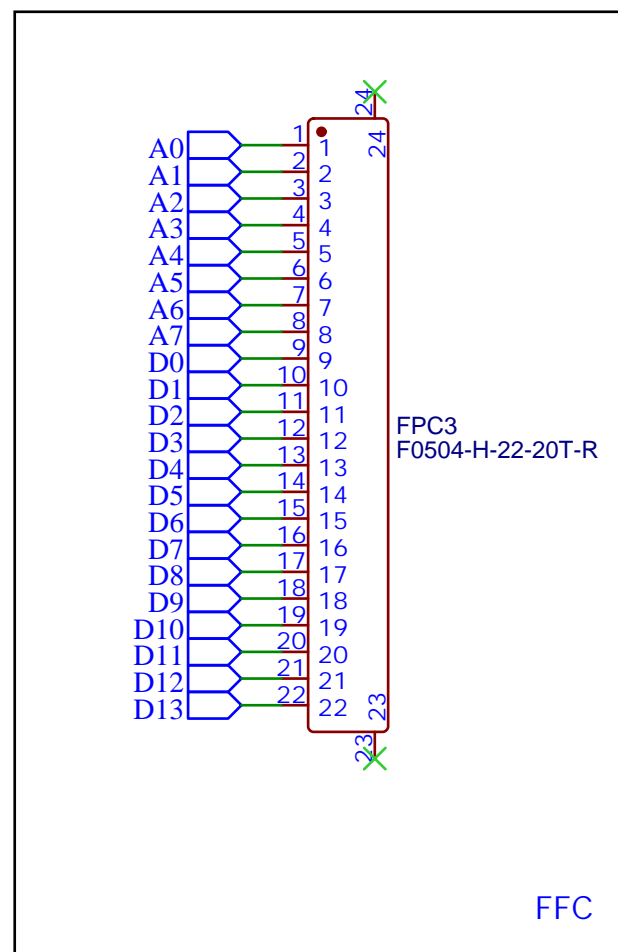 24
24
A0 1 1
A1 2 2
A2 3 3
A3 4 4
A4 5 5
A5 6 6
A6 7 7
A7 8 8
D0 9 9
D1 10 10
D2 11 11
D3 12 12
D4 13 13
D5 14 14
D6 15 15
D7 16 16
D8 17 17
D9 18 18
D10 19 19
D11 20 20
D12 21 21
D13 22 22
FPC3
F0504-H-22-20T-R
23
23
FFC